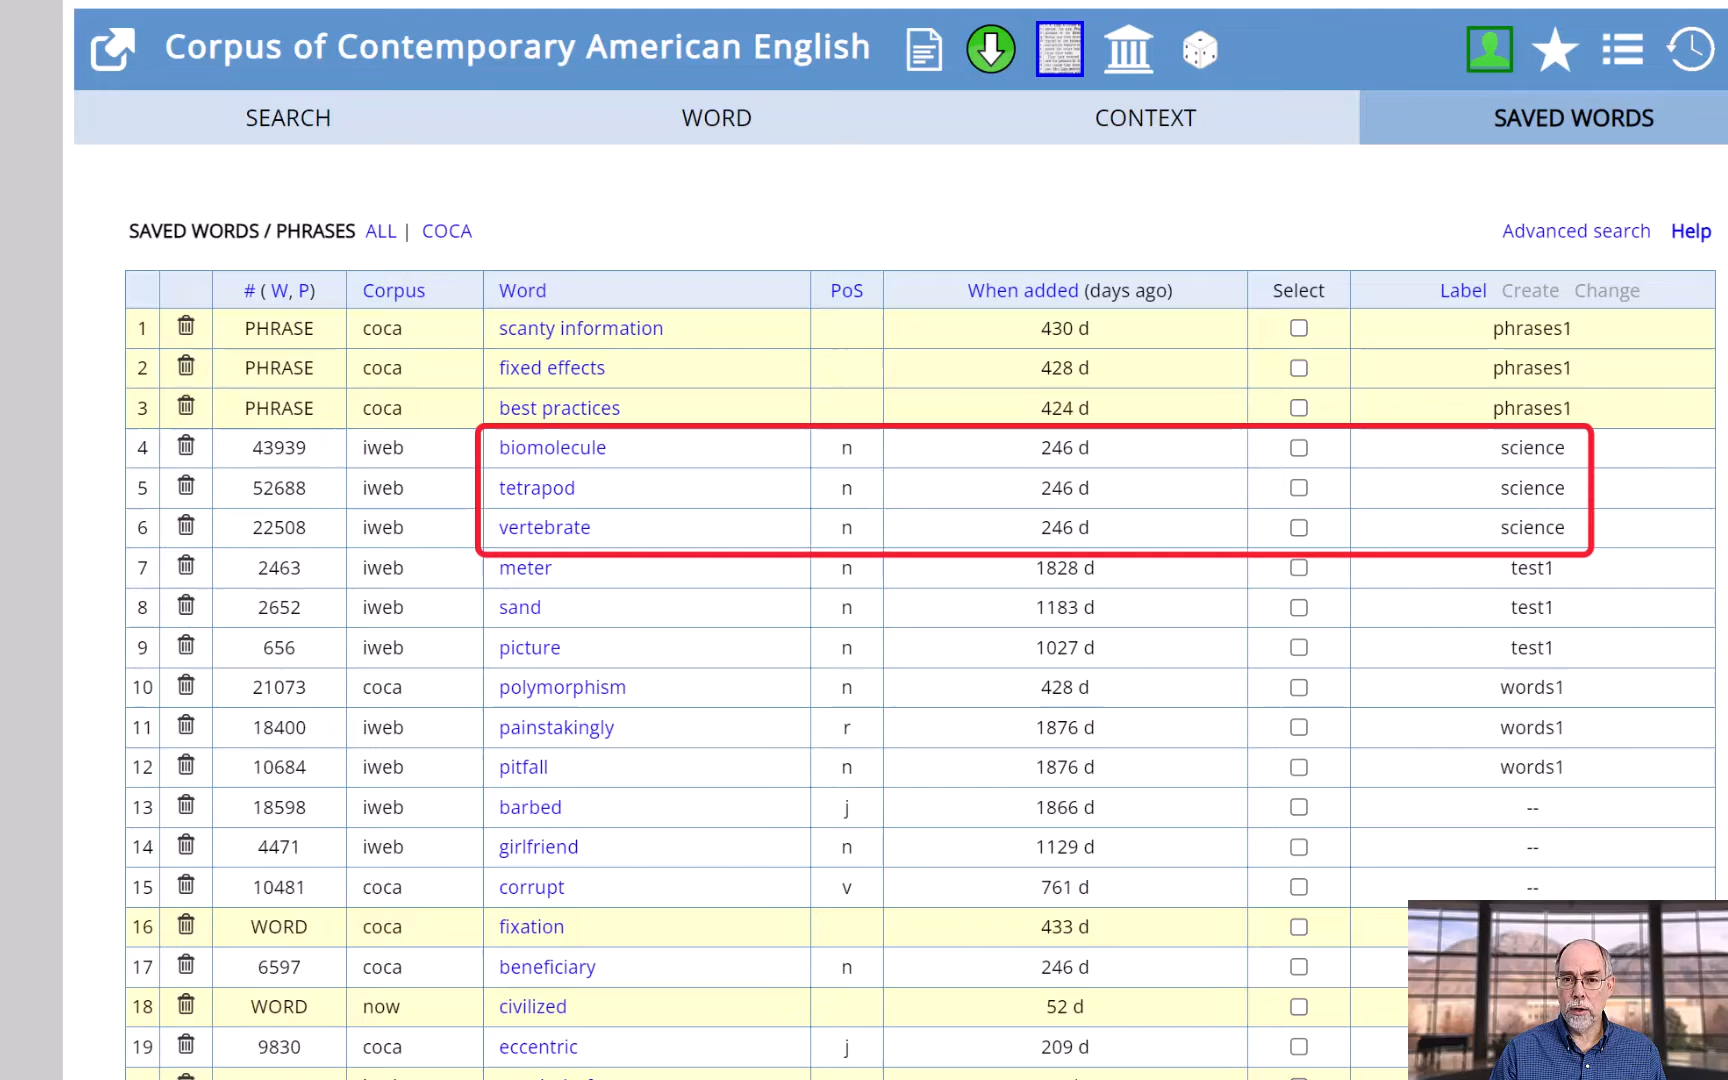 Corpus of Contemporary American English
SEARCH WORD CONTEXT SAVED WORDS
SAVED WORDS / PHRASES ALL | COCA Advanced search Help
# ( W, P) Corpus Word PoS When added (days ago) Select Label Create Change
1 PHRASE coca scanty information 430 d phrases1
2 PHRASE coca fixed effects 428 d phrases1
3 PHRASE coca best practices 424 d phrases1
4 43939 iweb biomolecule n 246 d science
5 52688 iweb tetrapod n 246 d science
6 22508 iweb vertebrate n 246 d science
7 2463 iweb meter n 1828 d test1
8 2652 iweb sand n 1183 d test1
9 656 iweb picture n 1027 d test1
10 21073 coca polymorphism n 428 d words1
11 18400 iweb painstakingly r 1876 d words1
12 10684 iweb pitfall n 1876 d words1
13 18598 iweb barbed j 1866 d --
14 4471 iweb girlfriend n 1129 d --
15 10481 coca corrupt v 761 d --
16 WORD coca fixation 433 d
17 6597 coca beneficiary n 246 d
18 WORD now civilized 52 d
19 9830 coca eccentric j 209 d